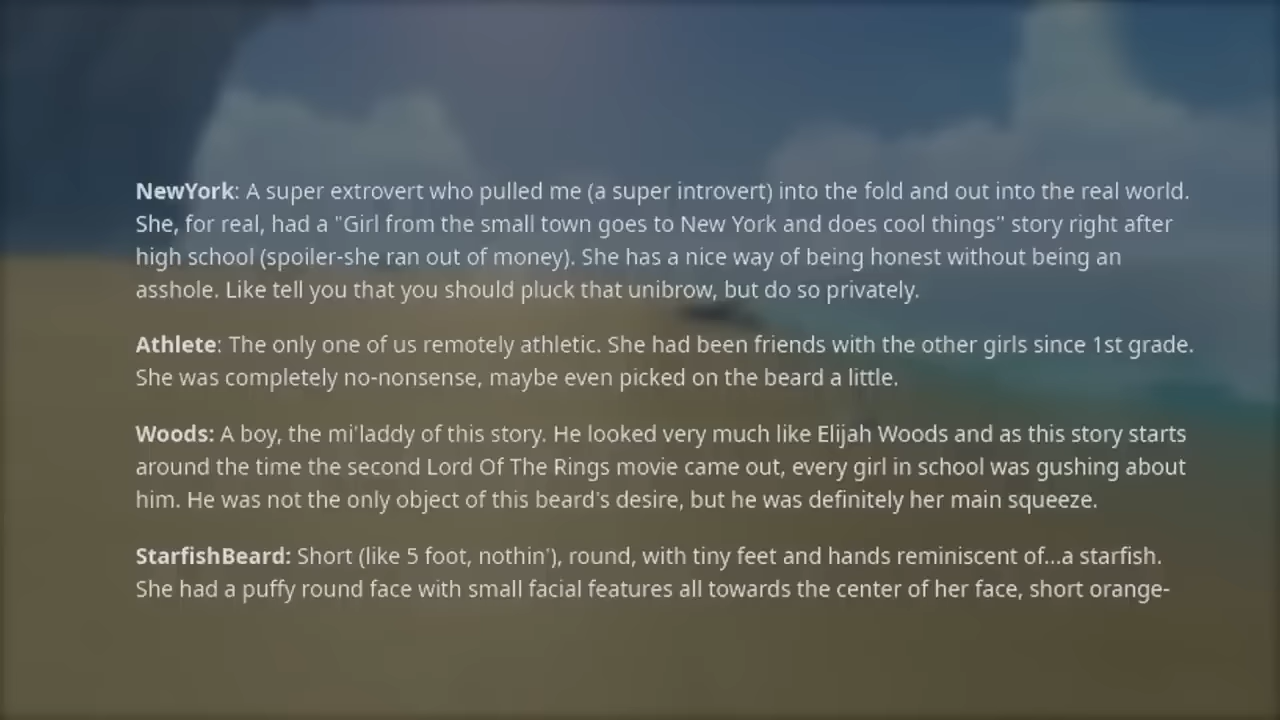 NewYork: A super extrovert who pulled me (a super introvert) into the fold and out into the real world.
She, for real, had a "Girl from the small town goes to New York and does cool things" story right after
high school (spoiler-she ran out of money). She has a nice way of being honest without being an
asshole. Like tell you that you should pluck that unibrow, but do so privately.
Athlete: The only one of us remotely athletic. She had been friends with the other girls since 1st grade.
She was completely no-nonsense, maybe even picked on the beard a little.
Woods: A boy, the mi'laddy of this story. He looked very much like Elijah Woods and as this story starts
around the time the second Lord Of The Rings movie came out, every girl in school was gushing about
him. He was not the only object of this beard's desire, but he was definitely her main squeeze.
StarfishBeard: Short (like 5 foot, nothin'), round, with tiny feet and hands reminiscent of...a starfish.
She had a puffy round face with small facial features all towards the center of her face, short orange-